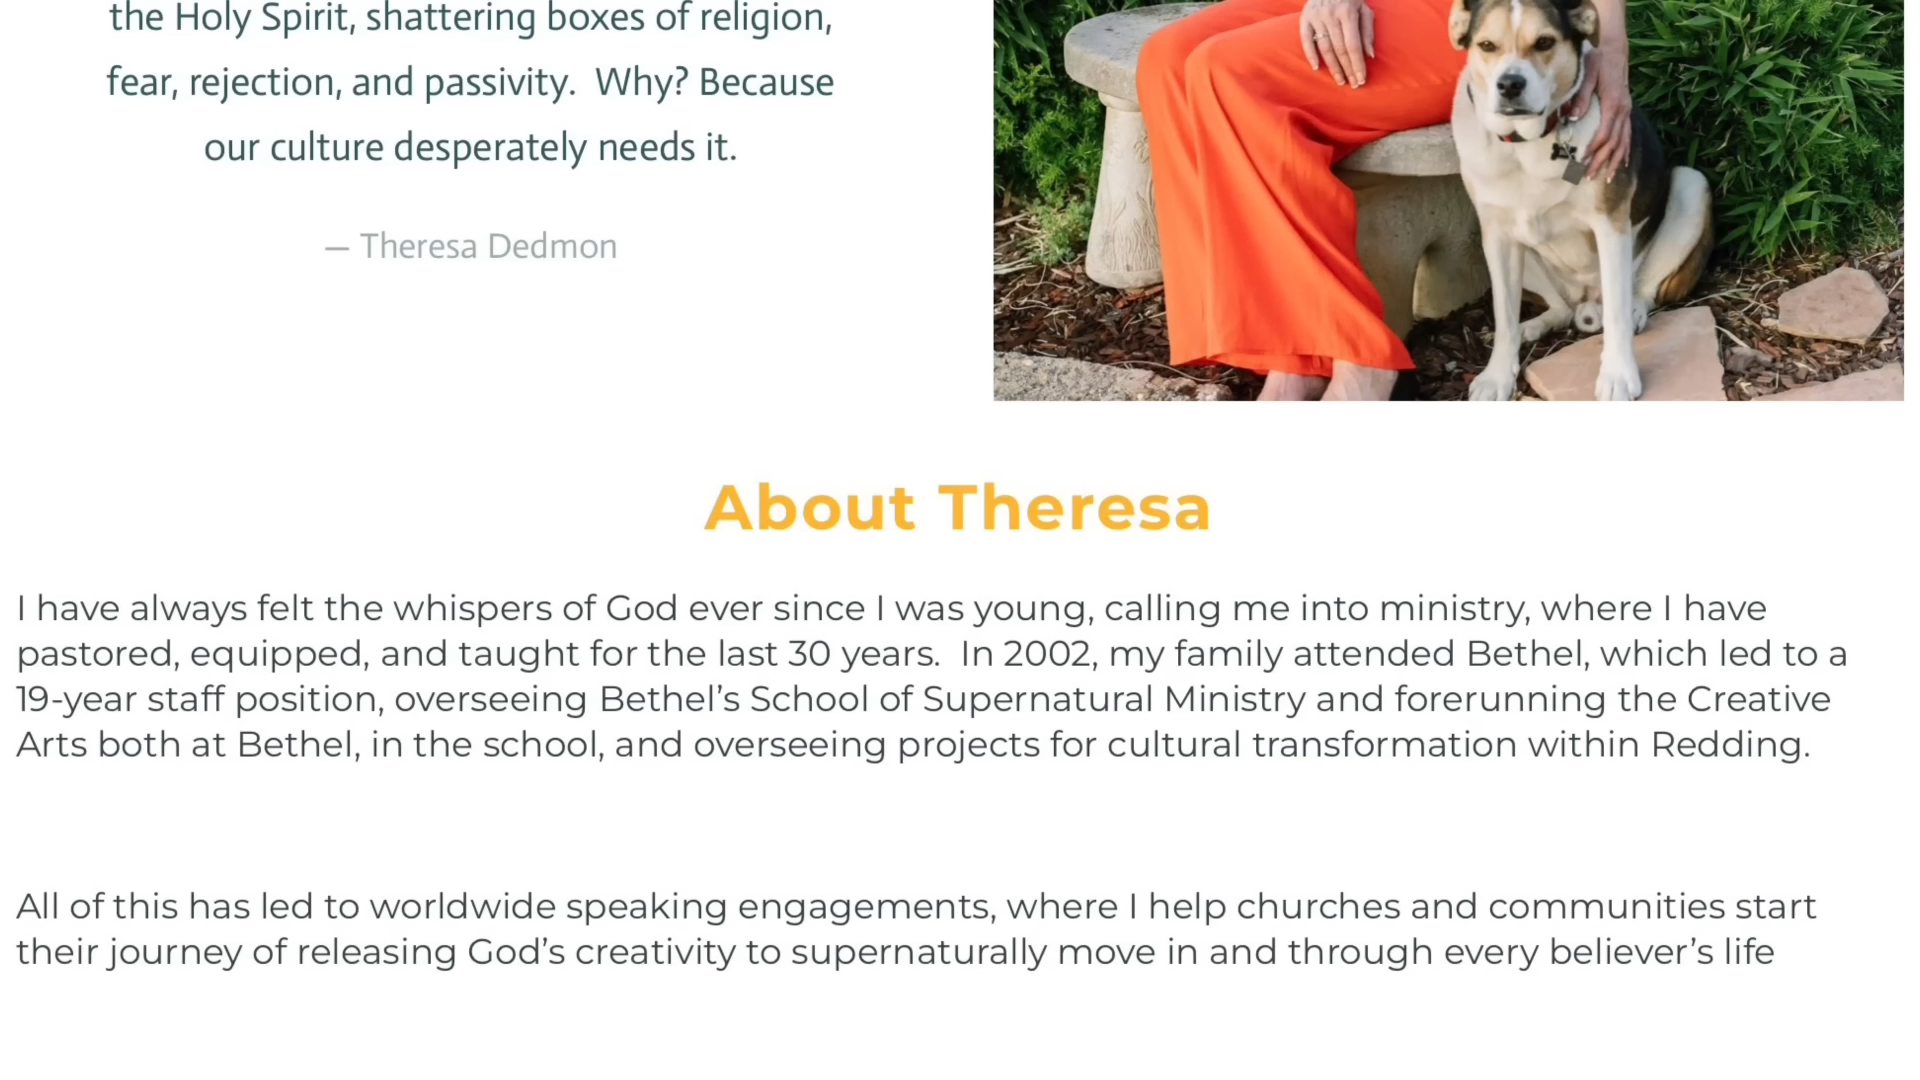 the Holy Spirit, shattering boxes of religion,
fear, rejection, and passivity.  Why? Because
our culture desperately needs it.
— Theresa Dedmon
About Theresa
I have always felt the whispers of God ever since I was young, calling me into ministry, where I have
pastored, equipped, and taught for the last 30 years.  In 2002, my family attended Bethel, which led to a
19-year staff position, overseeing Bethel’s School of Supernatural Ministry and forerunning the Creative
Arts both at Bethel, in the school, and overseeing projects for cultural transformation within Redding.
All of this has led to worldwide speaking engagements, where I help churches and communities start
their journey of releasing God’s creativity to supernaturally move in and through every believer’s life